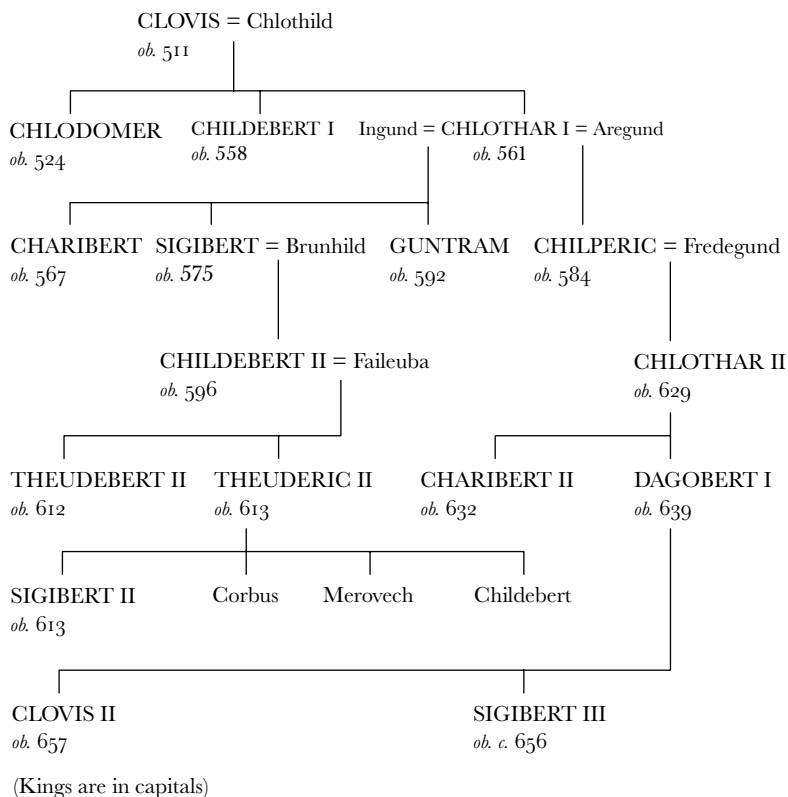 CLOVIS = Chlothild
ob. 511
CHLODOMER CHILDEBERT I Ingund = CHLOTHAR I = Aregund
ob. 524 ob. 558 ob. 561
CHARIBERT SIGIBERT = Brunhild GUNTRAM CHILPERIC = Fredegund
ob. 567 ob. 575 ob. 592 ob. 584
CHILDEBERT II = Faileuba CHLOTHAR II
ob. 596 ob. 629
THEUDEBERT II THEUDERIC II CHARIBERT II DAGOBERT I
ob. 612 ob. 613 ob. 632 ob. 639
SIGIBERT II Corbus Merovech Childebert
ob. 613
CLOVIS II SIGIBERT III
ob. 657 ob. c. 656
(Kings are in capitals)